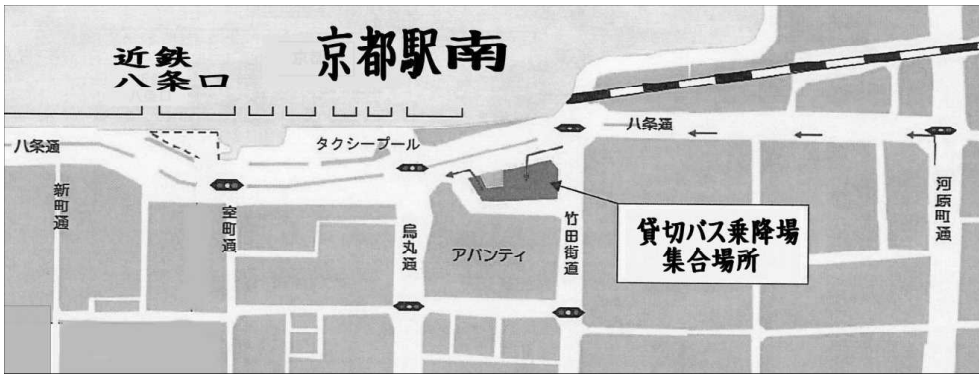 近鉄
八条口
京都駅南
八条通
タクシープール
八条通
新町通
室町通
烏丸通
アバンティ
竹田街道
河原町通
貸切バス乗降場
集合場所